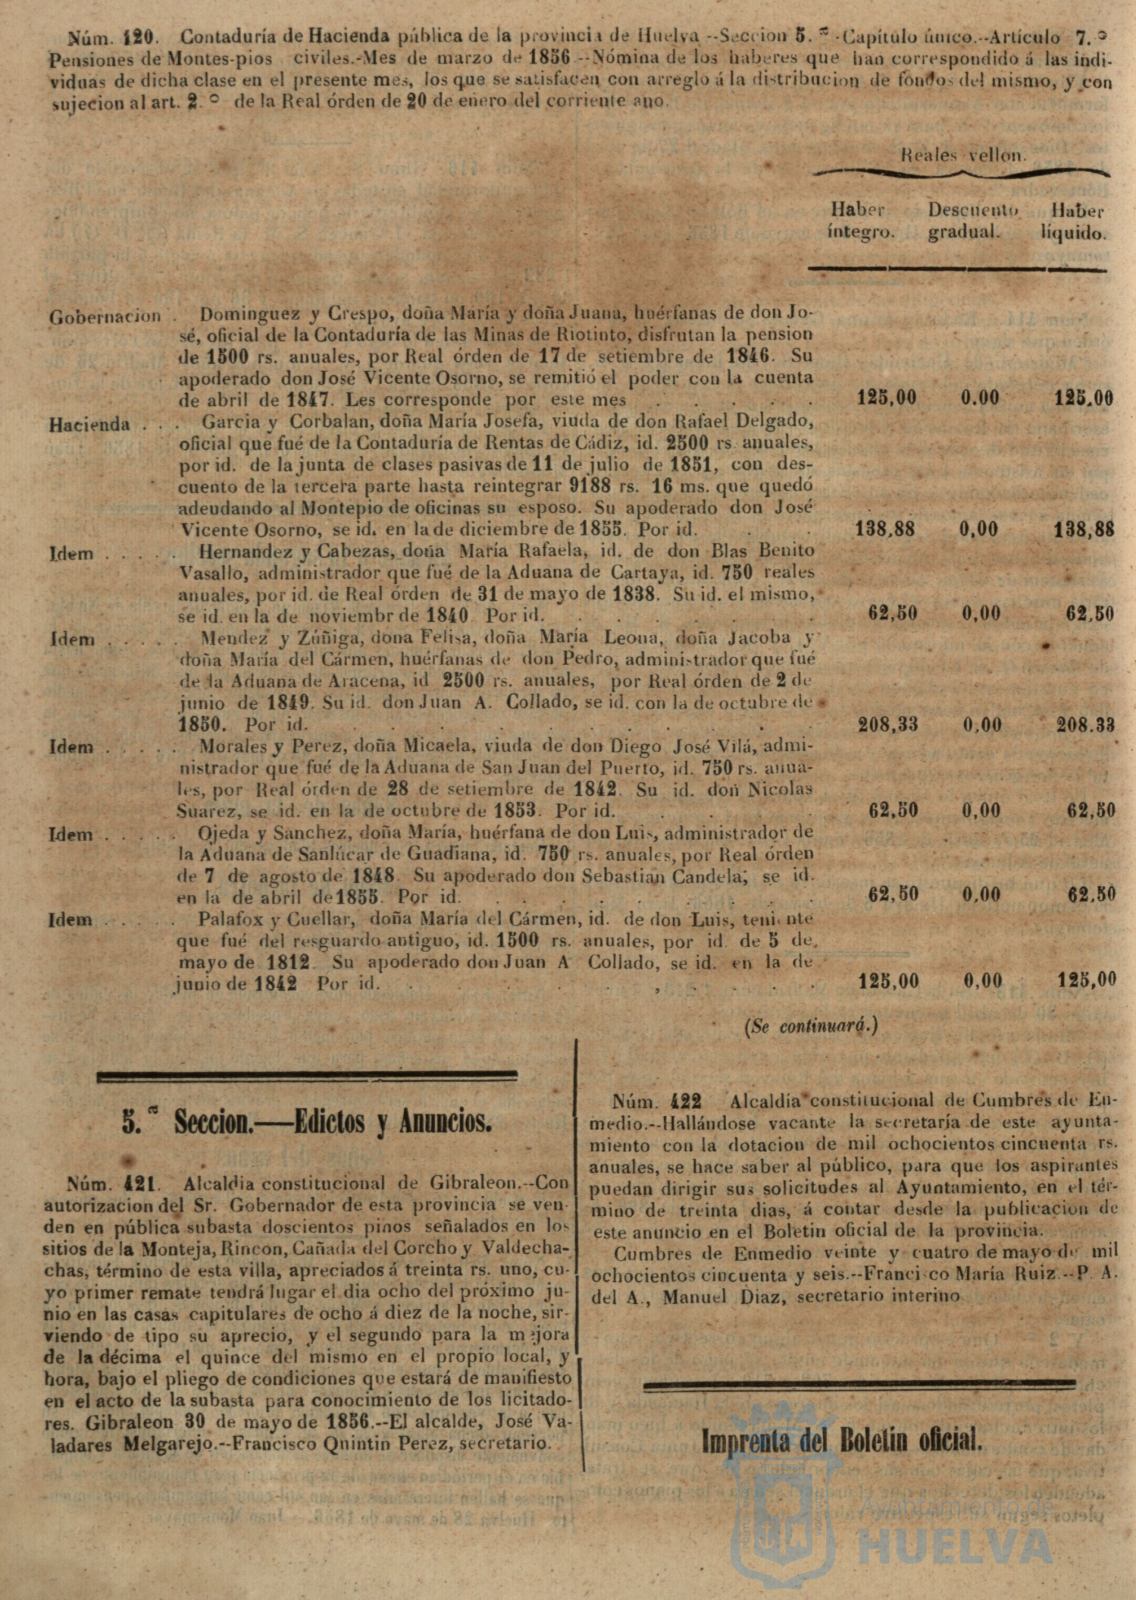 Núm. 420. Contaduría de Hacienda pública de la provincia de Huelva --Seccion 5.ª -Capítulo único.--Artículo 7.º
Pensiones de Montes-pios civiles.-Mes de marzo de 1856 --Nómina de los haberes que han correspondido á las indi-
viduas de dicha clase en el presente mes, los que se satisfacen con arreglo á la distribucion de fondos del mismo, y con
sujecion al art. 2.º de la Real órden de 20 de enero del corriente ano.
Reales vellon.
Haber Descuento Haber
íntegro. gradual. líquido.
Gobernacion . Dominguez y Crespo, doña María y doña Juana, huérfanas de don Jo-
sé, oficial de la Contaduría de las Minas de Riotinto, disfrutan la pension
de 1500 rs. anuales, por Real órden de 17 de setiembre de 1846. Su
apoderado don José Vicente Osorno, se remitió el poder con la cuenta
de abril de 1847. Les corresponde por este mes . . . . . 125,00 0.00 125.00
Hacienda . . . Garcia y Corbalan, doña María Josefa, viuda de don Rafael Delgado,
oficial que fué de la Contaduría de Rentas de Cádiz, id. 2500 rs. anuales,
por id. de la junta de clases pasivas de 11 de julio de 1851, con des-
cuento de la tercera parte hasta reintegrar 9188 rs. 16 ms. que quedó
adeudando al Montepio de oficinas su esposo. Su apoderado don José
Vicente Osorno, se id. en la de diciembre de 1855. Por id. . . 138,88 0,00 138,88
Idem . . . . . Hernandez y Cabezas, doña María Rafaela, id. de don Blas Benito
Vasallo, administrador que fué de la Aduana de Cartaya, id. 750 reales
anuales, por id. de Real órden de 31 de mayo de 1838. Su id. el mismo,
se id. en la de noviembr de 1840 Por id. . . . . . . 62,50 0,00 62,50
Idem . . . . . Mendez y Zúñiga, dona Felisa, doña María Leona, doña Jacoba y
doña María del Cármen, huérfanas de don Pedro, administrador que fué
de la Aduana de Aracena, id 2500 rs. anuales, por Real órden de 2 de
junio de 1849. Su id. don Juan A. Collado, se id. con la de octubre de
1850. Por id. . . . . . . . . . . 208,33 0,00 208.33
Idem . . . . . Morales y Perez, doña Micaela, viuda de don Diego José Vilá, admi-
nistrador que fué de la Aduana de San Juan del Puerto, id. 750 rs. anua-
les, por Real órden de 28 de setiembre de 1842. Su id. don Nicolas
Suarez, se id. en la de octubre de 1853. Por id. . . . . 62,50 0,00 62,50
Idem . . . . . Ojeda y Sanchez, doña María, huérfana de don Luis, administrador de
la Aduana de Sanlúcar de Guadiana, id. 750 rs. anuales, por Real órden
de 7 de agosto de 1848. Su apoderado don Sebastian Candela, se id.
en la de abril de 1855. Por id. . . . . . . . 62,50 0,00 62,50
Idem . . . . . Palafox y Cuellar, doña María del Cármen, id. de don Luis, teniente
que fué del resguardo antiguo, id. 1500 rs. anuales, por id. de 5 de
mayo de 1812. Su apoderado don Juan A Collado, se id. en la de
junio de 1842 Por id. . . . . . . . . 125,00 0,00 125,00
(Se continuará.)
5.ª Seccion.—Edictos y Anuncios.
Núm. 421. Alcaldia constitucional de Gibraleon.--Con
autorizacion del Sr. Gobernador de esta provincia se ven-
den en pública subasta doscientos pinos señalados en los
sitios de la Monteja, Rincon, Cañada del Corcho y Valdecha-
chas, término de esta villa, apreciados á treinta rs. uno, cu-
yo primer remate tendrá lugar el dia ocho del próximo ju-
nio en las casas capitulares de ocho á diez de la noche, sir-
viendo de tipo su aprecio, y el segundo para la mejora
de la décima el quince del mismo en el propio local, y
hora, bajo el pliego de condiciones que estará de manifiesto
en el acto de la subasta para conocimiento de los licitado-
res. Gibraleon 30 de mayo de 1856.--El alcalde, José Va-
ladares Melgarejo.--Francisco Quintin Perez, secretario.
Núm. 422 Alcaldía constitucional de Cumbres de En-
medio.--Hallándose vacante la secretaría de este ayunta-
miento con la dotacion de mil ochocientos cincuenta rs.
anuales, se hace saber al público, para que los aspirantes
puedan dirigir sus solicitudes al Ayuntamiento, en el tér-
mino de treinta dias, á contar desde la publicacion de
este anuncio en el Boletin oficial de la provincia.
Cumbres de Enmedio veinte y cuatro de mayo de mil
ochocientos cincuenta y seis.--Franci co María Ruiz.--P. A.
del A., Manuel Diaz, secretario interino
Imprenta del Boletin oficial.
Ayuntamiento de
HUELVA